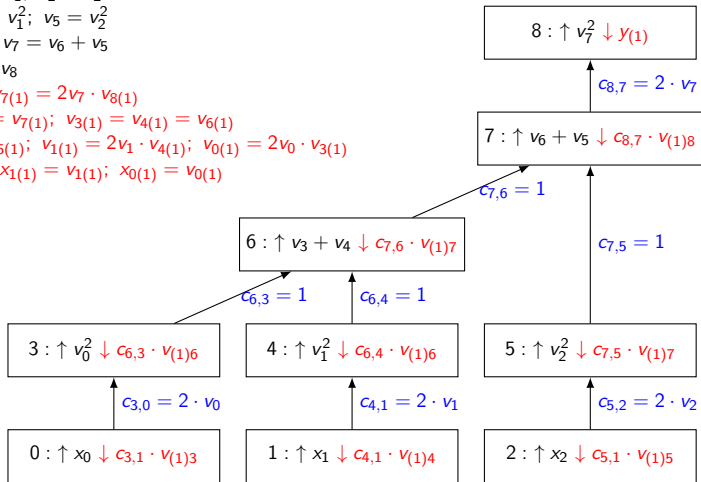 v_1^2; v_5 = v_2^2
v_7 = v_6 + v_5
v_8
v_{7(1)} = 2v_7 · v_{8(1)}
= v_{7(1)}; v_{3(1)} = v_{4(1)} = v_{6(1)}
5(1); v_{1(1)} = 2v_1 · v_{4(1)}; v_{0(1)} = 2v_0 · v_{3(1)}
x_{1(1)} = v_{1(1)}; x_{0(1)} = v_{0(1)}
8 : ↑ v_7^2 ↓ y_{(1)}
c_{8,7} = 2 · v_7
7 : ↑ v_6 + v_5 ↓ c_{8,7} · v_{(1)8}
c_{7,6} = 1
c_{7,5} = 1
6 : ↑ v_3 + v_4 ↓ c_{7,6} · v_{(1)7}
c_{6,3} = 1
c_{6,4} = 1
3 : ↑ v_0^2 ↓ c_{6,3} · v_{(1)6}
4 : ↑ v_1^2 ↓ c_{6,4} · v_{(1)6}
5 : ↑ v_2^2 ↓ c_{7,5} · v_{(1)7}
c_{3,0} = 2 · v_0
c_{4,1} = 2 · v_1
c_{5,2} = 2 · v_2
0 : ↑ x_0 ↓ c_{3,1} · v_{(1)3}
1 : ↑ x_1 ↓ c_{4,1} · v_{(1)4}
2 : ↑ x_2 ↓ c_{5,1} · v_{(1)5}